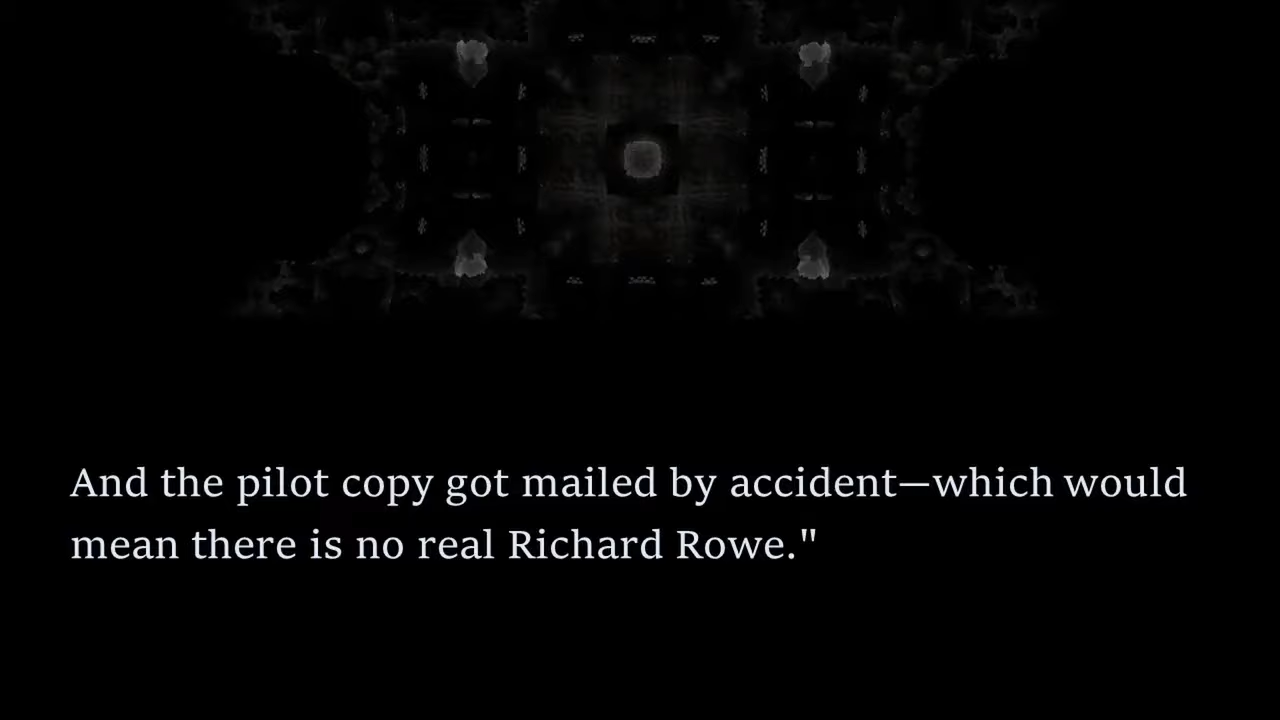 And the pilot copy got mailed by accident—which would
mean there is no real Richard Rowe."